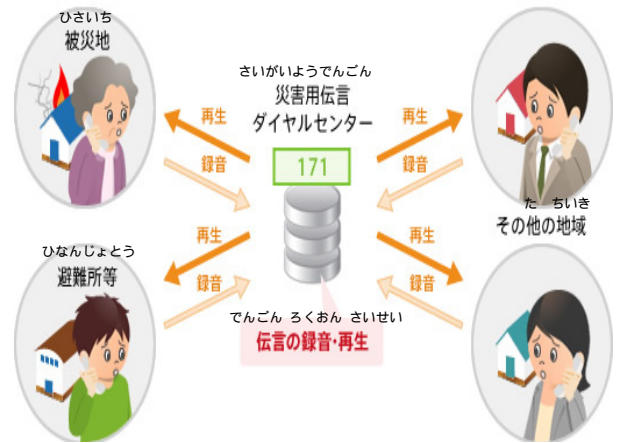 ひさいち
被災地
さいがいようでんごん
災害用伝言
ダイヤルセンター
171
再生
録音
再生
録音
再生
録音
再生
録音
た ちいき
その他の地域
ひなんじょとう
避難所等
でんごん ろくおん さいせい
伝言の録音・再生